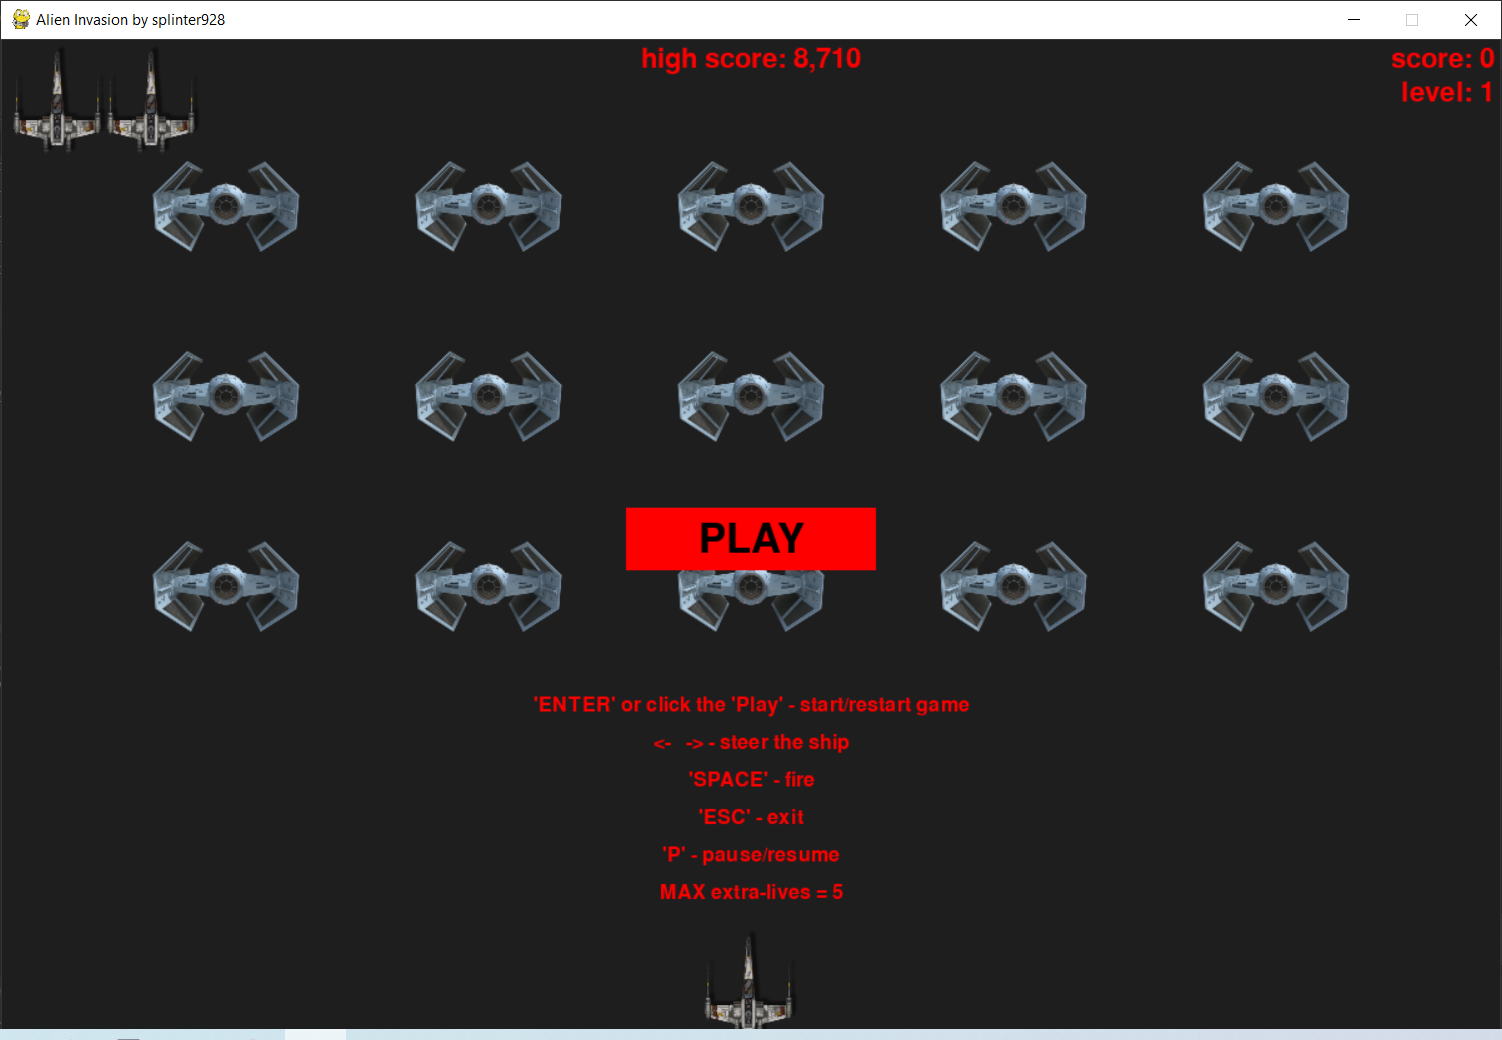 Alien Invasion by splinter928
high score: 8,710
score: 0
level: 1
PLAY
'ENTER' or click the 'Play' - start/restart game
<-  -> - steer the ship
'SPACE' - fire
'ESC' - exit
'P' - pause/resume
MAX extra-lives = 5